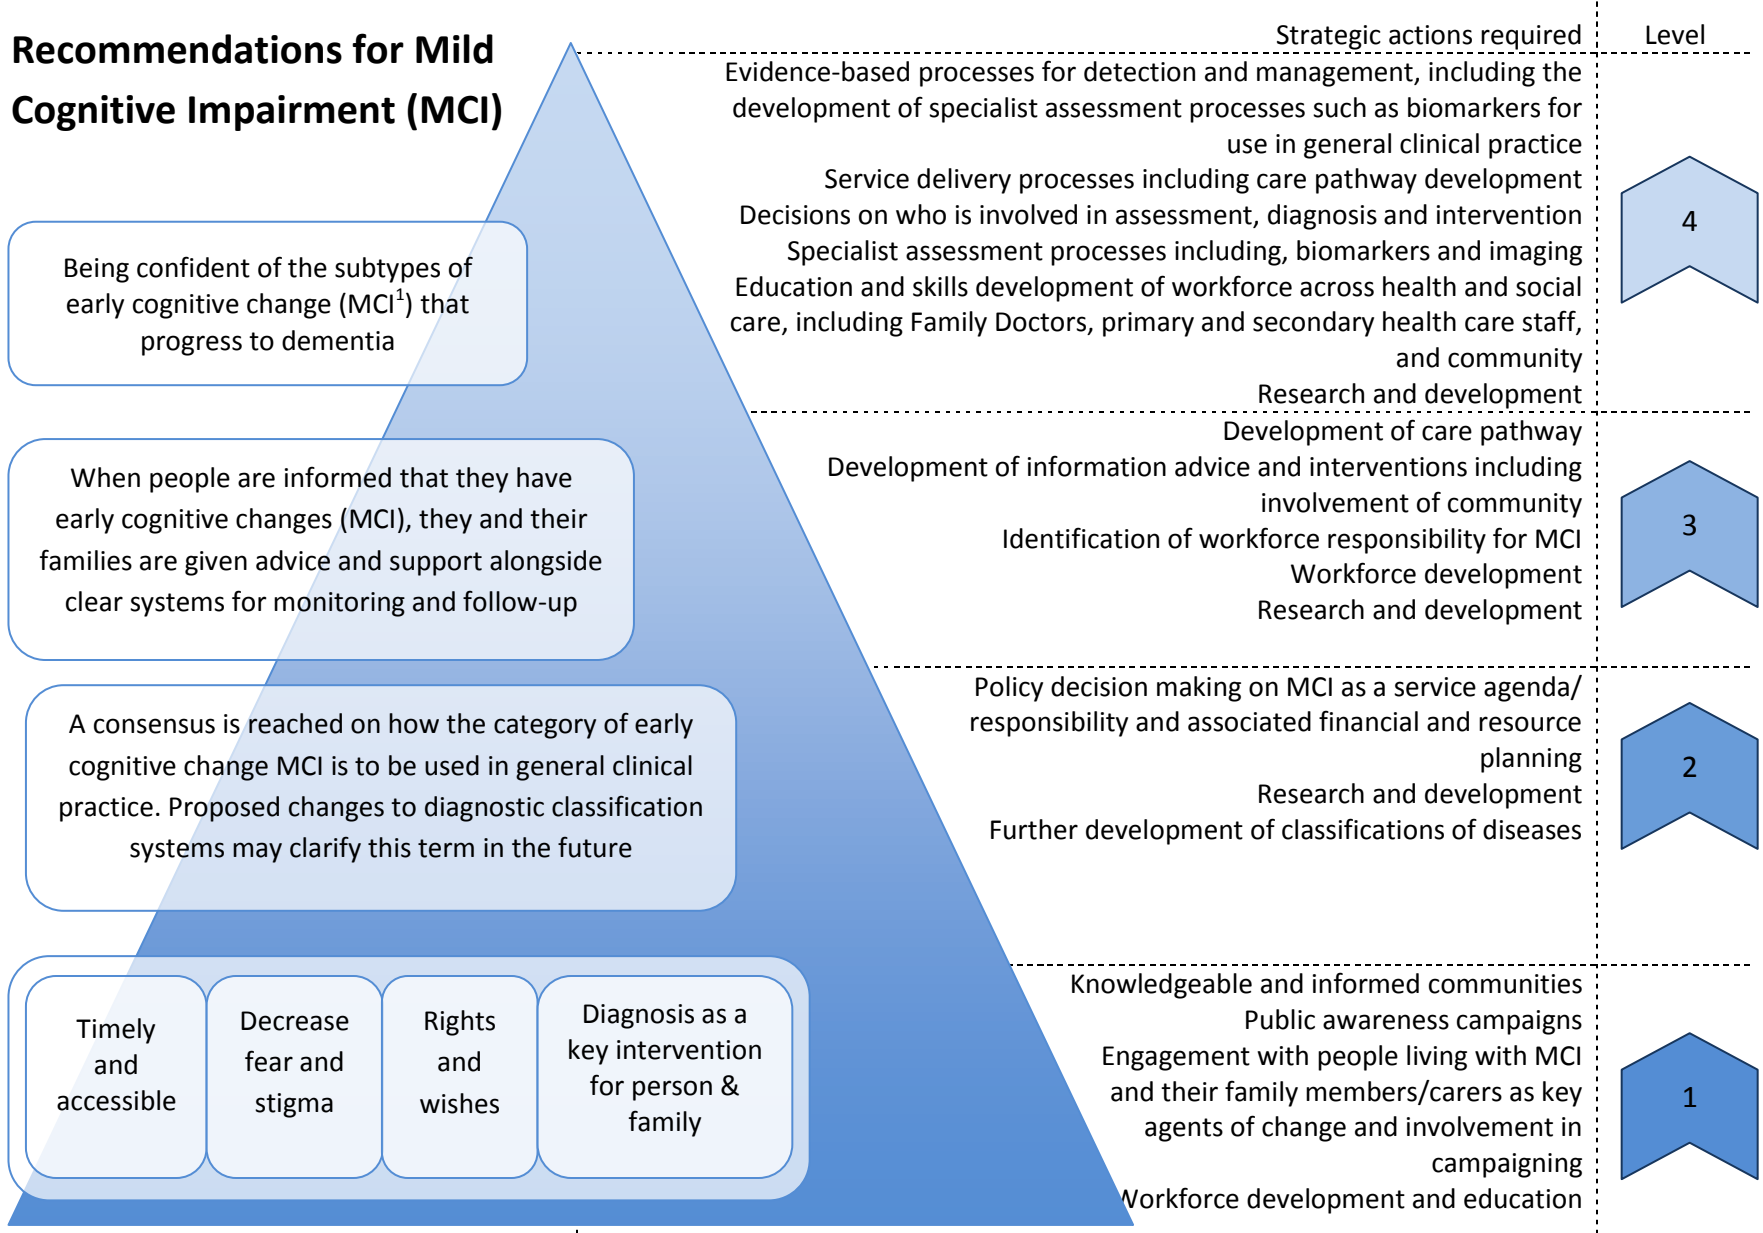 Recommendations for Mild
Cognitive Impairment (MCI)
Strategic actions required
Level
Evidence-based processes for detection and management, including the
development of specialist assessment processes such as biomarkers for
use in general clinical practice
Service delivery processes including care pathway development
Decisions on who is involved in assessment, diagnosis and intervention
Specialist assessment processes including, biomarkers and imaging
Education and skills development of workforce across health and social
care, including Family Doctors, primary and secondary health care staff,
and community
Research and development
4
Being confident of the subtypes of
early cognitive change (MCI¹) that
progress to dementia
Development of care pathway
Development of information advice and interventions including
involvement of community
Identification of workforce responsibility for MCI
Workforce development
Research and development
3
When people are informed that they have
early cognitive changes (MCI), they and their
families are given advice and support alongside
clear systems for monitoring and follow-up
Policy decision making on MCI as a service agenda/
responsibility and associated financial and resource
planning
Research and development
Further development of classifications of diseases
2
A consensus is reached on how the category of early
cognitive change MCI is to be used in general clinical
practice. Proposed changes to diagnostic classification
systems may clarify this term in the future
Knowledgeable and informed communities
Public awareness campaigns
Engagement with people living with MCI
and their family members/carers as key
agents of change and involvement in
campaigning
Workforce development and education
1
Timely
and
accessible
Decrease
fear and
stigma
Rights
and
wishes
Diagnosis as a
key intervention
for person &
family